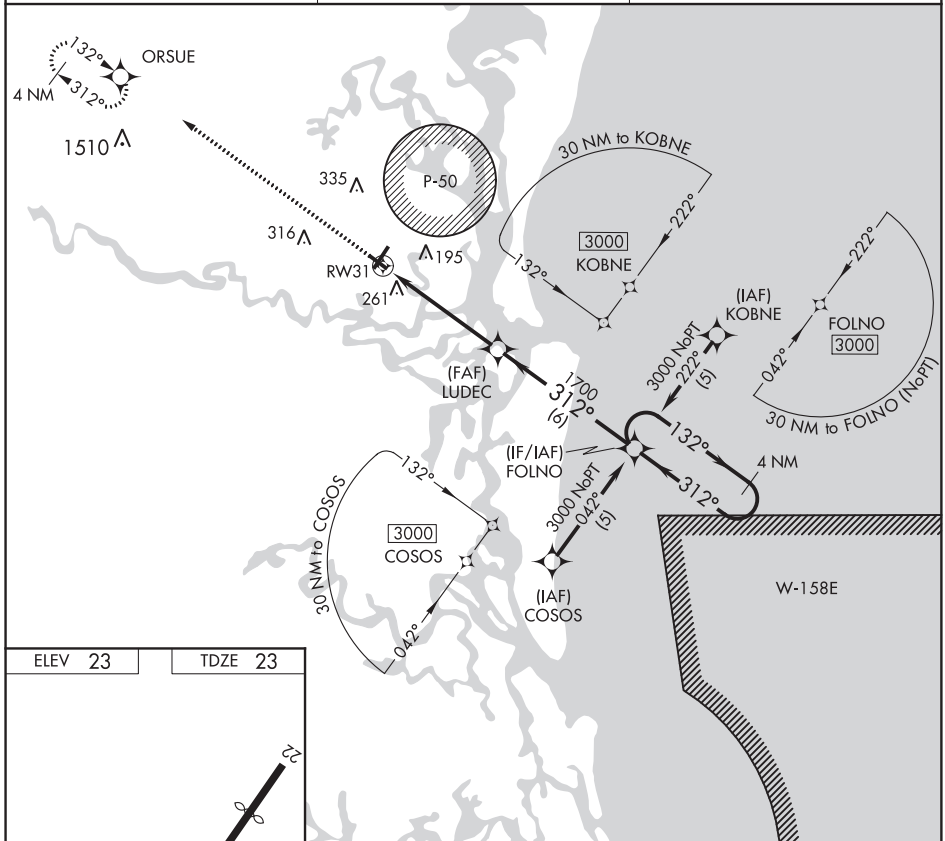 132°
ORSUE
4 NM
312°
1510
335
P-50
316
195
RW31
261
30 NM to KOBNE
222°
3000
KOBNE
132°
(IAF)
KOBNE
222°
FOLNO
3000
042°
30 NM to FOLNO (NoPT)
3000 NoPT
222°
(5)
(FAF)
LUDEC
1700
312°
(6)
132°
4 NM
312°
(IF/IAF)
FOLNO
3000 NoPT
042°
(5)
(IAF)
COSOS
132°
30 NM to COSOS
3000
COSOS
042°
W-158E
ELEV 23
TDZE 23
22